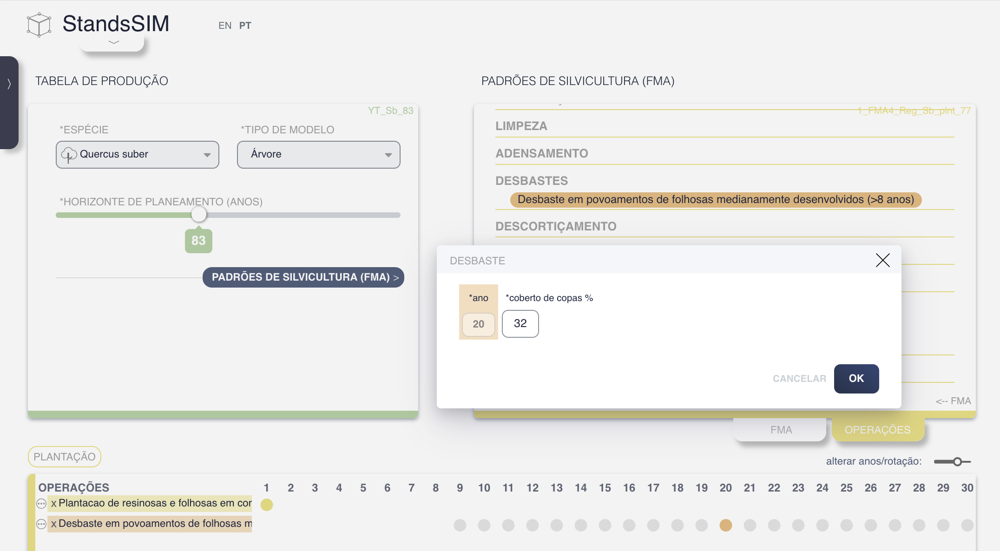 StandsSIM
EN PT
TABELA DE PRODUÇÃO
YT_Sb_83
*ESPÉCIE
*TIPO DE MODELO
Quercus suber
Árvore
*HORIZONTE DE PLANEAMENTO (ANOS)
83
PADRÕES DE SILVICULTURA (FMA) >
PADRÕES DE SILVICULTURA (FMA)
1_FMA4_Reg_Sb_plnt_77
LIMPEZA
ADENSAMENTO
DESBASTES
Desbaste em povoamentos de folhosas medianamente desenvolvidos (>8 anos)
DESCORTIÇAMENTO
DESBASTE
*ano *coberto de copas %
20 32
CANCELAR OK
<-- FMA
FMA OPERAÇÕES
PLANTAÇÃO
alterar anos/rotação:
OPERAÇÕES 1 2 3 4 5 6 7 8 9 10 11 12 13 14 15 16 17 18 19 20 21 22 23 24 25 26 27 28 29 30
x Plantacao de resinosas e folhosas em cor
x Desbaste em povoamentos de folhosas m